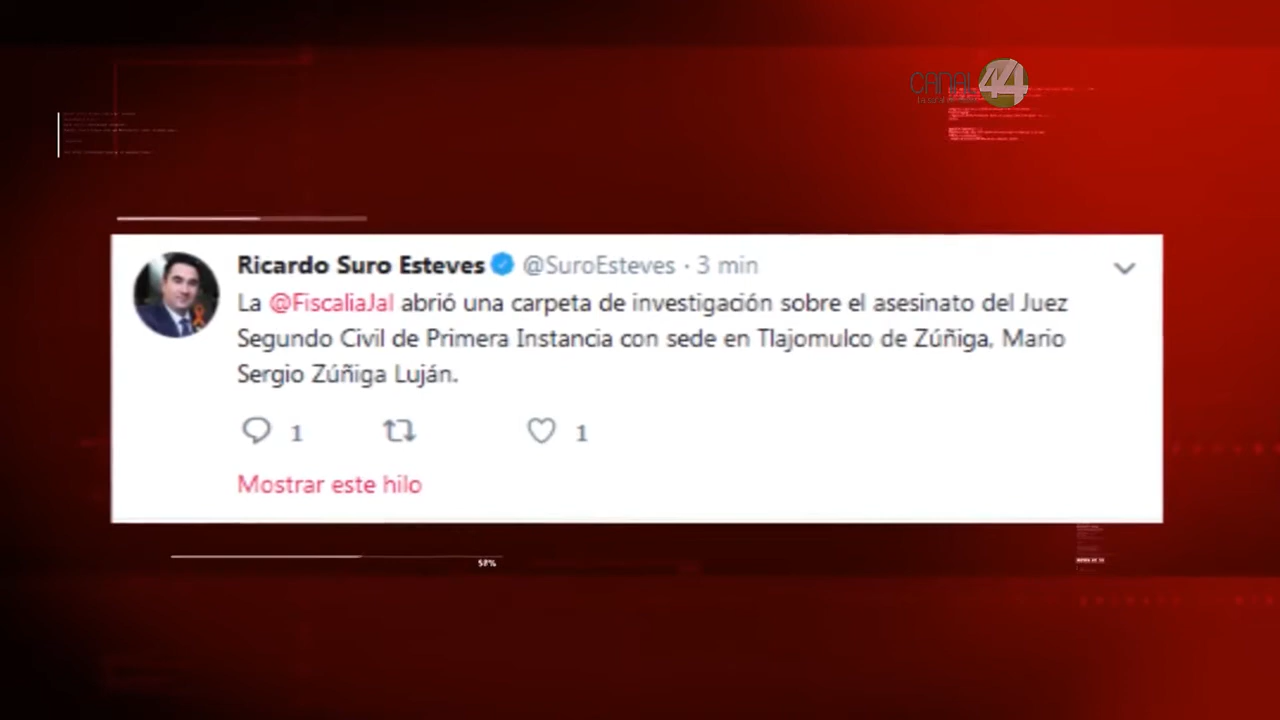 CANAL 44
Ricardo Suro Esteves @SuroEsteves · 3 min
La @FiscaliaJal abrió una carpeta de investigación sobre el asesinato del Juez
Segundo Civil de Primera Instancia con sede en Tlajomulco de Zúñiga, Mario
Sergio Zúñiga Luján.
1 1
Mostrar este hilo